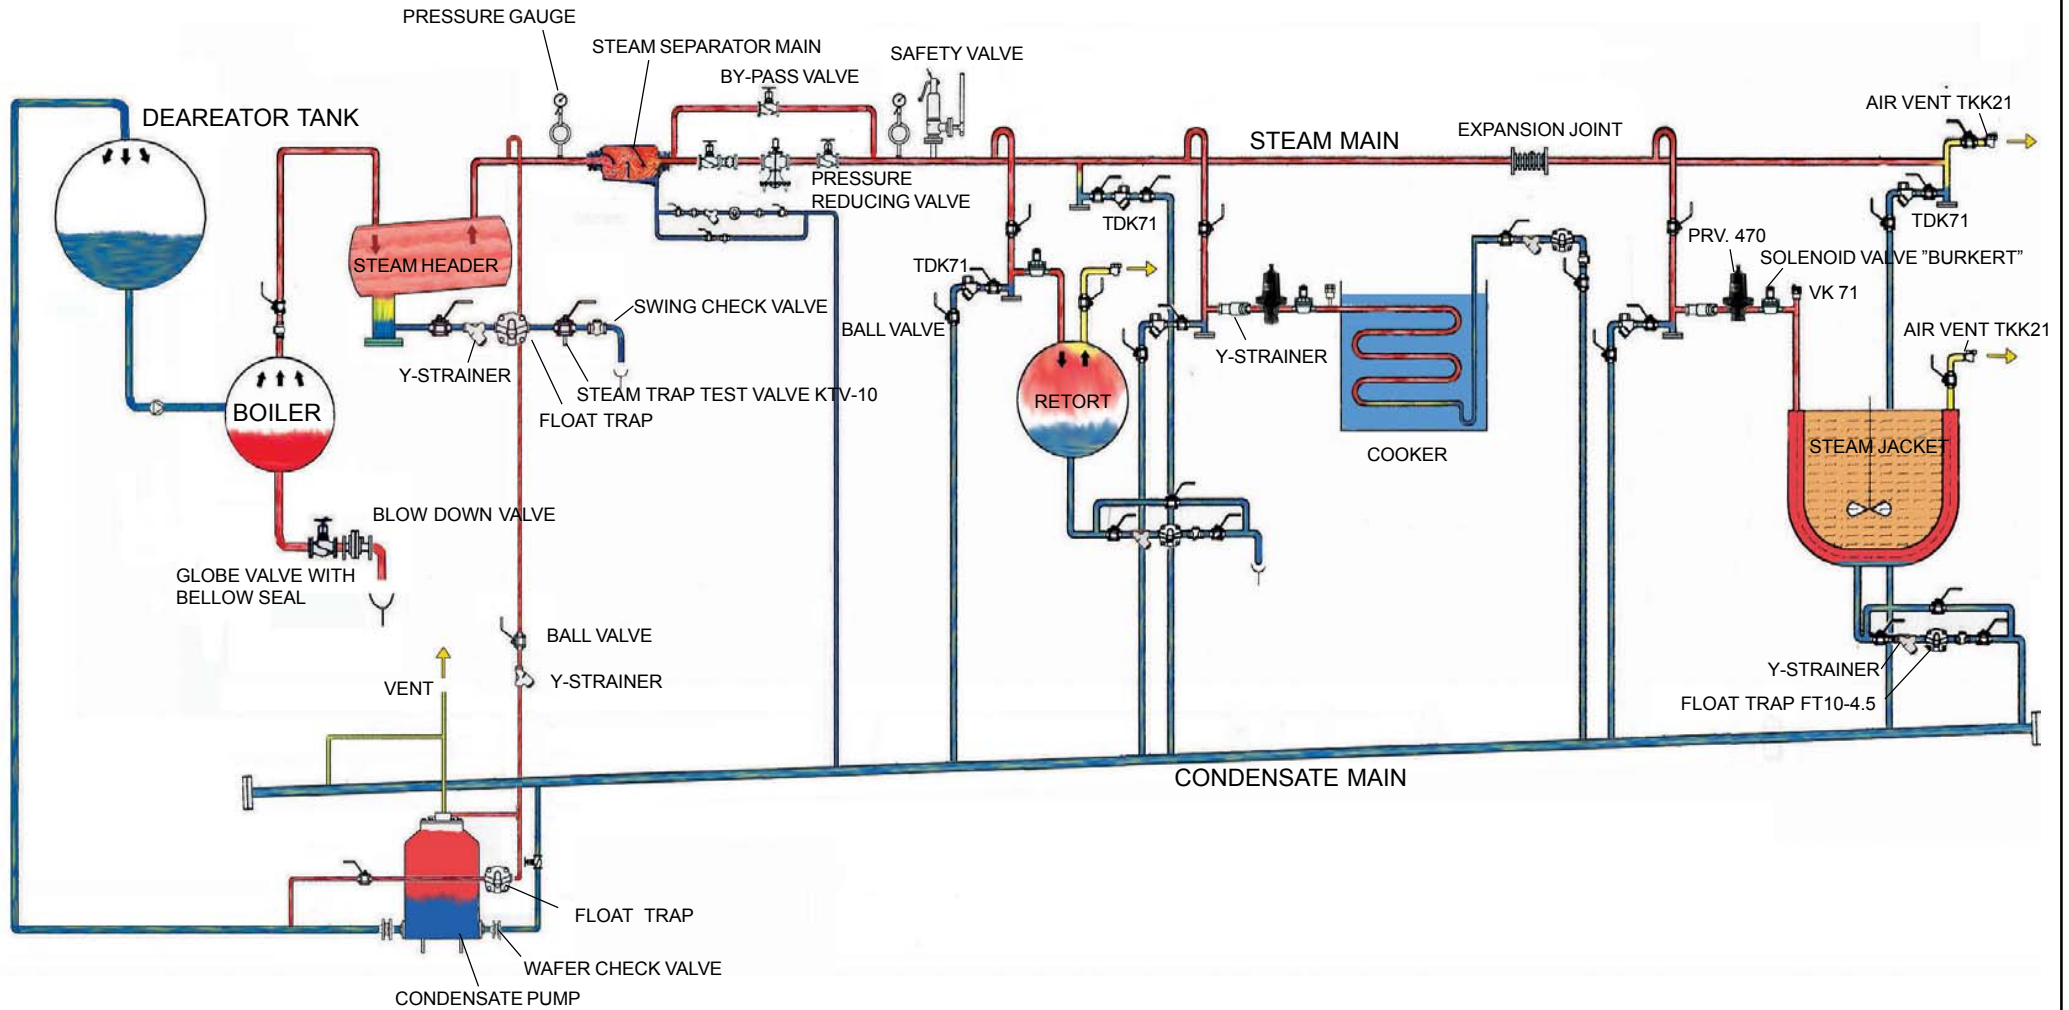 PRESSURE GAUGE
STEAM SEPARATOR MAIN
BY-PASS VALVE
SAFETY VALVE
AIR VENT TKK21
DEAREATOR TANK
STEAM MAIN
EXPANSION JOINT
PRESSURE
REDUCING VALVE
TDK71
TDK71
STEAM HEADER
TDK71
PRV. 470
SOLENOID VALVE "BURKERT"
VK 71
SWING CHECK VALVE
BALL VALVE
AIR VENT TKK21
Y-STRAINER
Y-STRAINER
STEAM TRAP TEST VALVE KTV-10
FLOAT TRAP
BOILER
RETORT
COOKER
STEAM JACKET
BLOW DOWN VALVE
GLOBE VALVE WITH
BELLOW SEAL
BALL VALVE
Y-STRAINER
VENT
Y-STRAINER
FLOAT TRAP FT10-4.5
CONDENSATE MAIN
FLOAT TRAP
WAFER CHECK VALVE
CONDENSATE PUMP